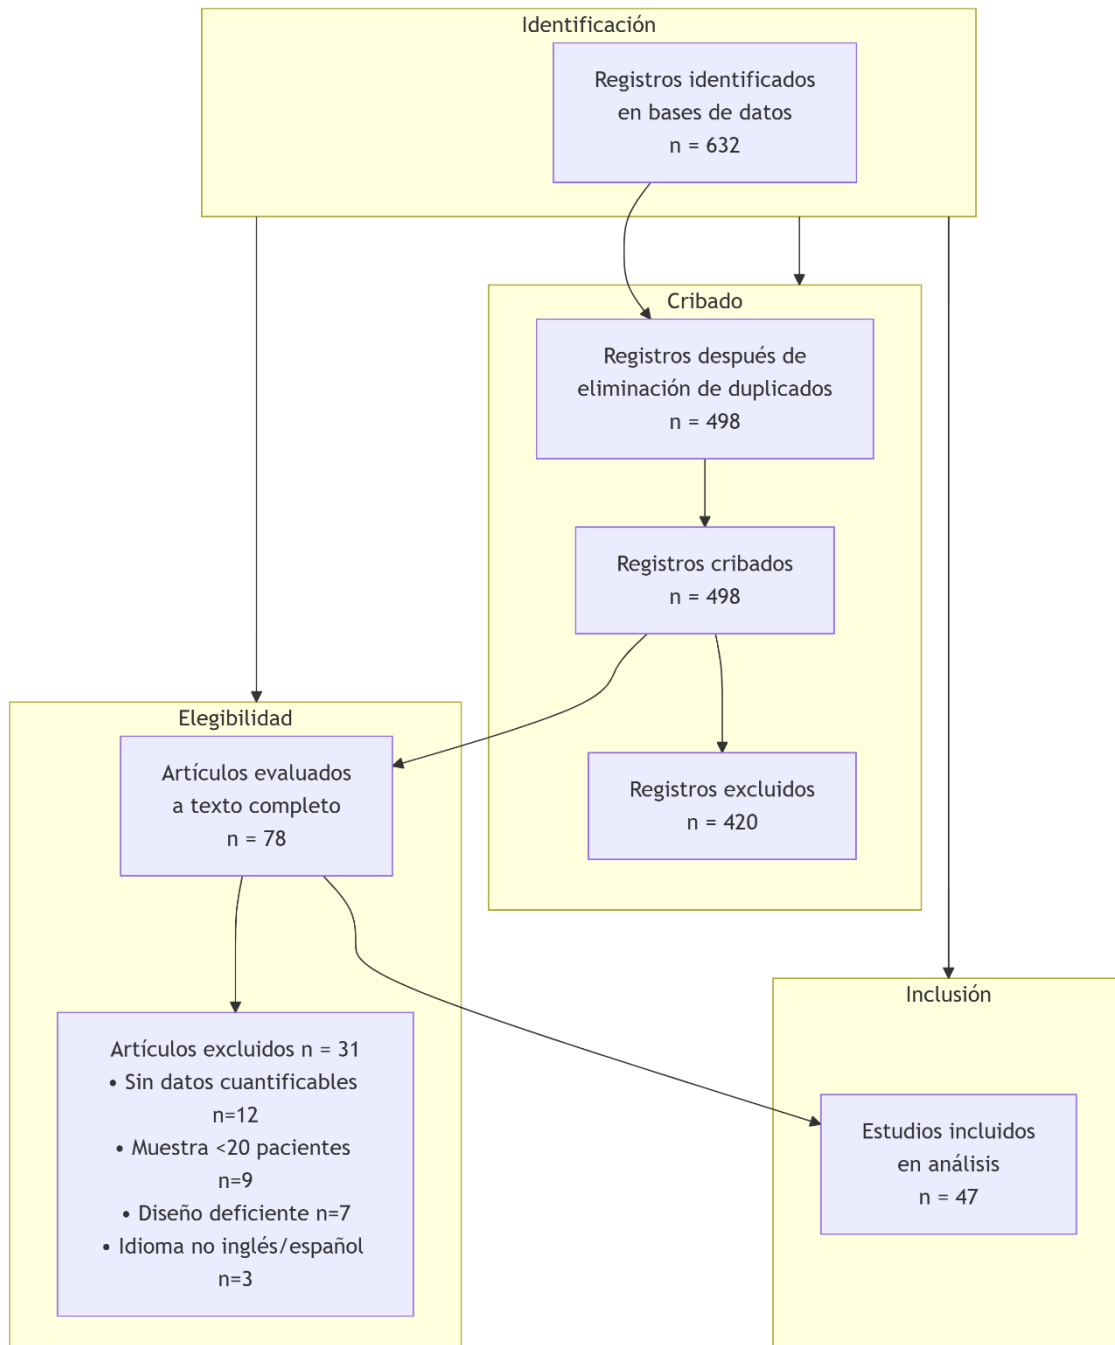 Identificación
Registros identificados
en bases de datos
n = 632
Cribado
Registros después de
eliminación de duplicados
n = 498
Registros cribados
n = 498
Registros excluidos
n = 420
Elegibilidad
Artículos evaluados
a texto completo
n = 78
Artículos excluidos n = 31
• Sin datos cuantificables
n=12
• Muestra <20 pacientes
n=9
• Diseño deficiente n=7
• Idioma no inglés/español
n=3
Inclusión
Estudios incluidos
en análisis
n = 47